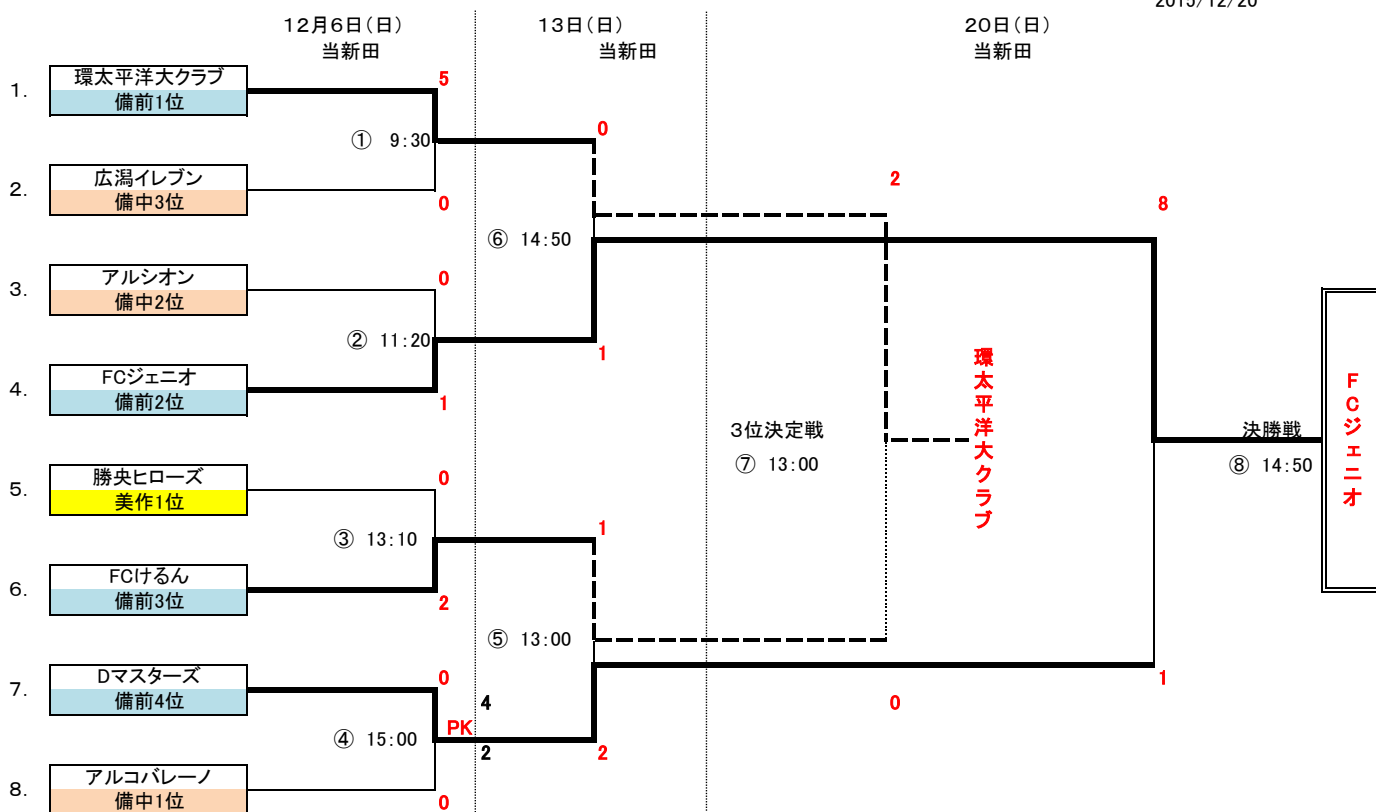 2015/12/20
12月6日(日)
当新田
13日(日)
当新田
20日(日)
当新田
1.
環太平洋大クラブ
備前1位
5
① 9:30
0
2.
広潟イレブン
備中3位
0
⑥ 14:50
2
8
3.
アルシオン
備中2位
0
② 11:20
1
4.
FCジェニオ
備前2位
1
環太平洋大クラブ
3位決定戦
⑦ 13:00
決勝戦
⑧ 14:50
FCジェニオ
5.
勝央ヒローズ
美作1位
0
③ 13:10
1
6.
FCけるん
備前3位
2
⑤ 13:00
7.
Dマスターズ
備前4位
0
4
PK
2
④ 15:00
2
0
1
8.
アルコバレーノ
備中1位
0